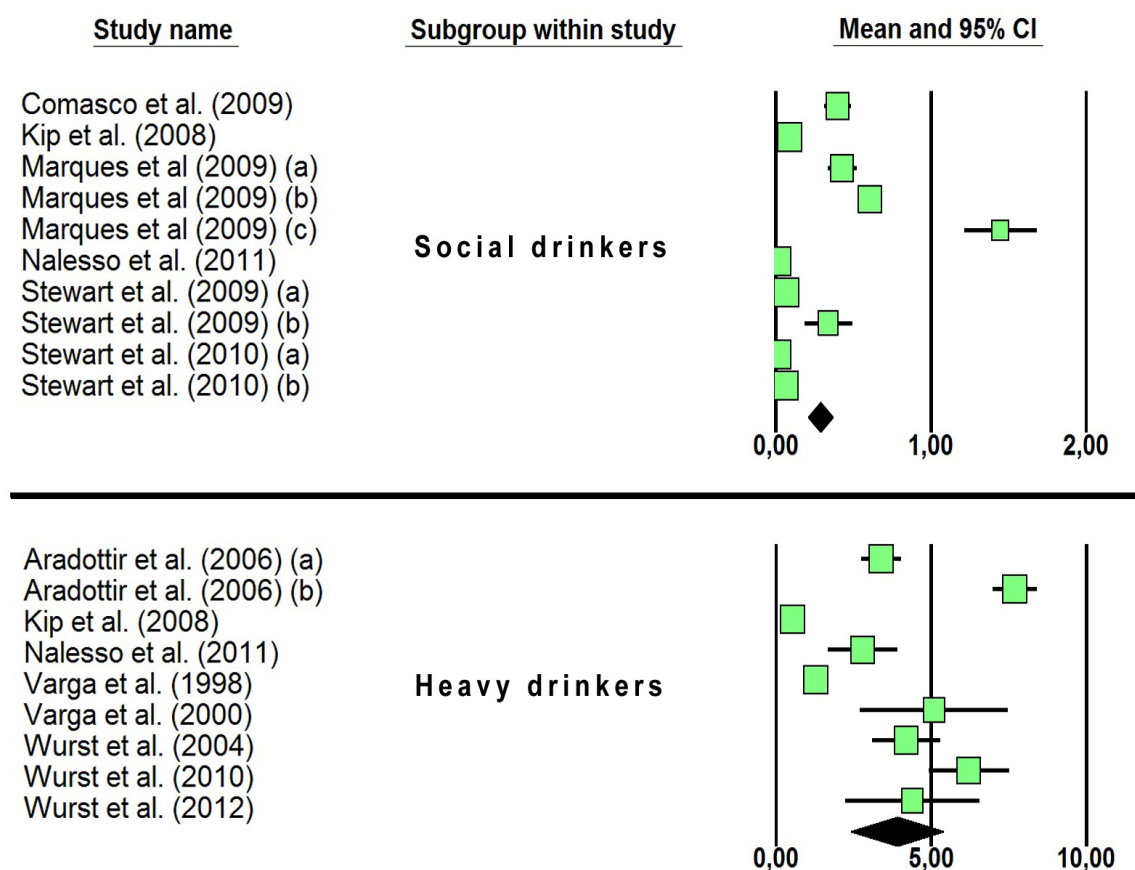 Study name Subgroup within study Mean and 95% CI
Comasco et al. (2009)
Kip et al. (2008)
Marques et al (2009) (a)
Marques et al (2009) (b)
Marques et al (2009) (c)
Social drinkers
Nalesso et al. (2011)
Stewart et al. (2009) (a)
Stewart et al. (2009) (b)
Stewart et al. (2010) (a)
Stewart et al. (2010) (b)
0,00 1,00 2,00
Aradottir et al. (2006) (a)
Aradottir et al. (2006) (b)
Kip et al. (2008)
Nalesso et al. (2011)
Varga et al. (1998)
Heavy drinkers
Varga et al. (2000)
Wurst et al. (2004)
Wurst et al. (2010)
Wurst et al. (2012)
0,00 5,00 10,00